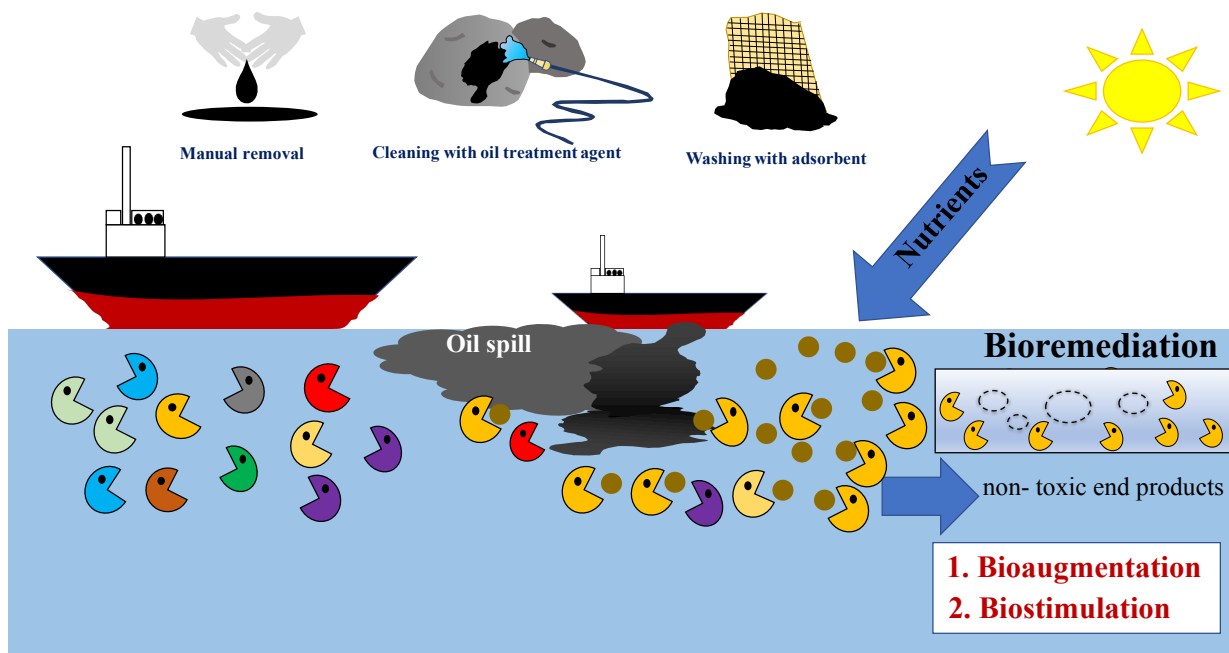 Manual removal
Cleaning with oil treatment agent
Washing with adsorbent
Nutrients
Oil spill
Bioremediation
non- toxic end products
1. Bioaugmentation
2. Biostimulation